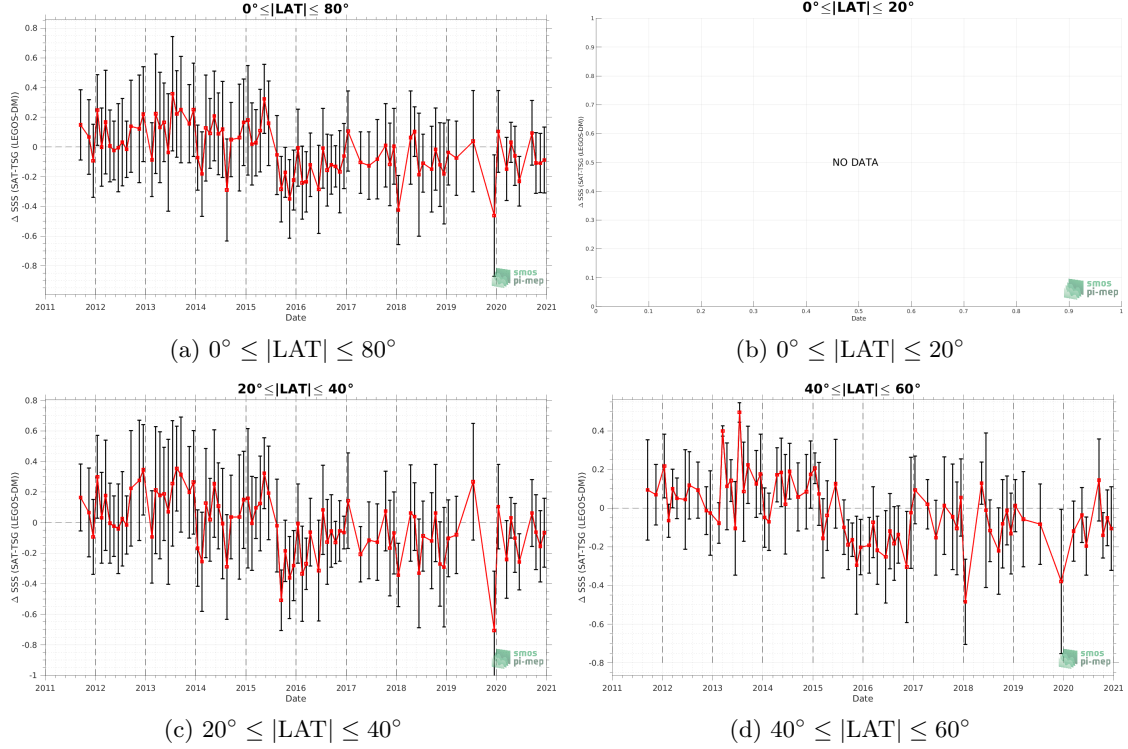 0°≤|LAT|≤ 80°
Δ SSS (SAT-TSG (LEGOS-DM))
0.8
0.6
0.4
0.2
0
-0.2
-0.4
-0.6
-0.8
smos
pi-mep
2011 2012 2013 2014 2015 2016 2017 2018 2019 2020 2021
Date
(a) 0° ≤ |LAT| ≤ 80°
0°≤|LAT|≤ 20°
Δ SSS (SAT-TSG (LEGOS-DM))
1
0.9
0.8
0.7
0.6
0.5
0.4
0.3
0.2
0.1
0
NO DATA
smos
pi-mep
0 0.1 0.2 0.3 0.4 0.5 0.6 0.7 0.8 0.9 1
Date
(b) 0° ≤ |LAT| ≤ 20°
20°≤|LAT|≤ 40°
Δ SSS (SAT-TSG (LEGOS-DM))
0.8
0.6
0.4
0.2
0
-0.2
-0.4
-0.6
-0.8
-1
smos
pi-mep
2011 2012 2013 2014 2015 2016 2017 2018 2019 2020 2021
Date
(c) 20° ≤ |LAT| ≤ 40°
40°≤|LAT|≤ 60°
Δ SSS (SAT-TSG (LEGOS-DM))
0.4
0.2
0
-0.2
-0.4
-0.6
-0.8
smos
pi-mep
2011 2012 2013 2014 2015 2016 2017 2018 2019 2020 2021
Date
(d) 40° ≤ |LAT| ≤ 60°